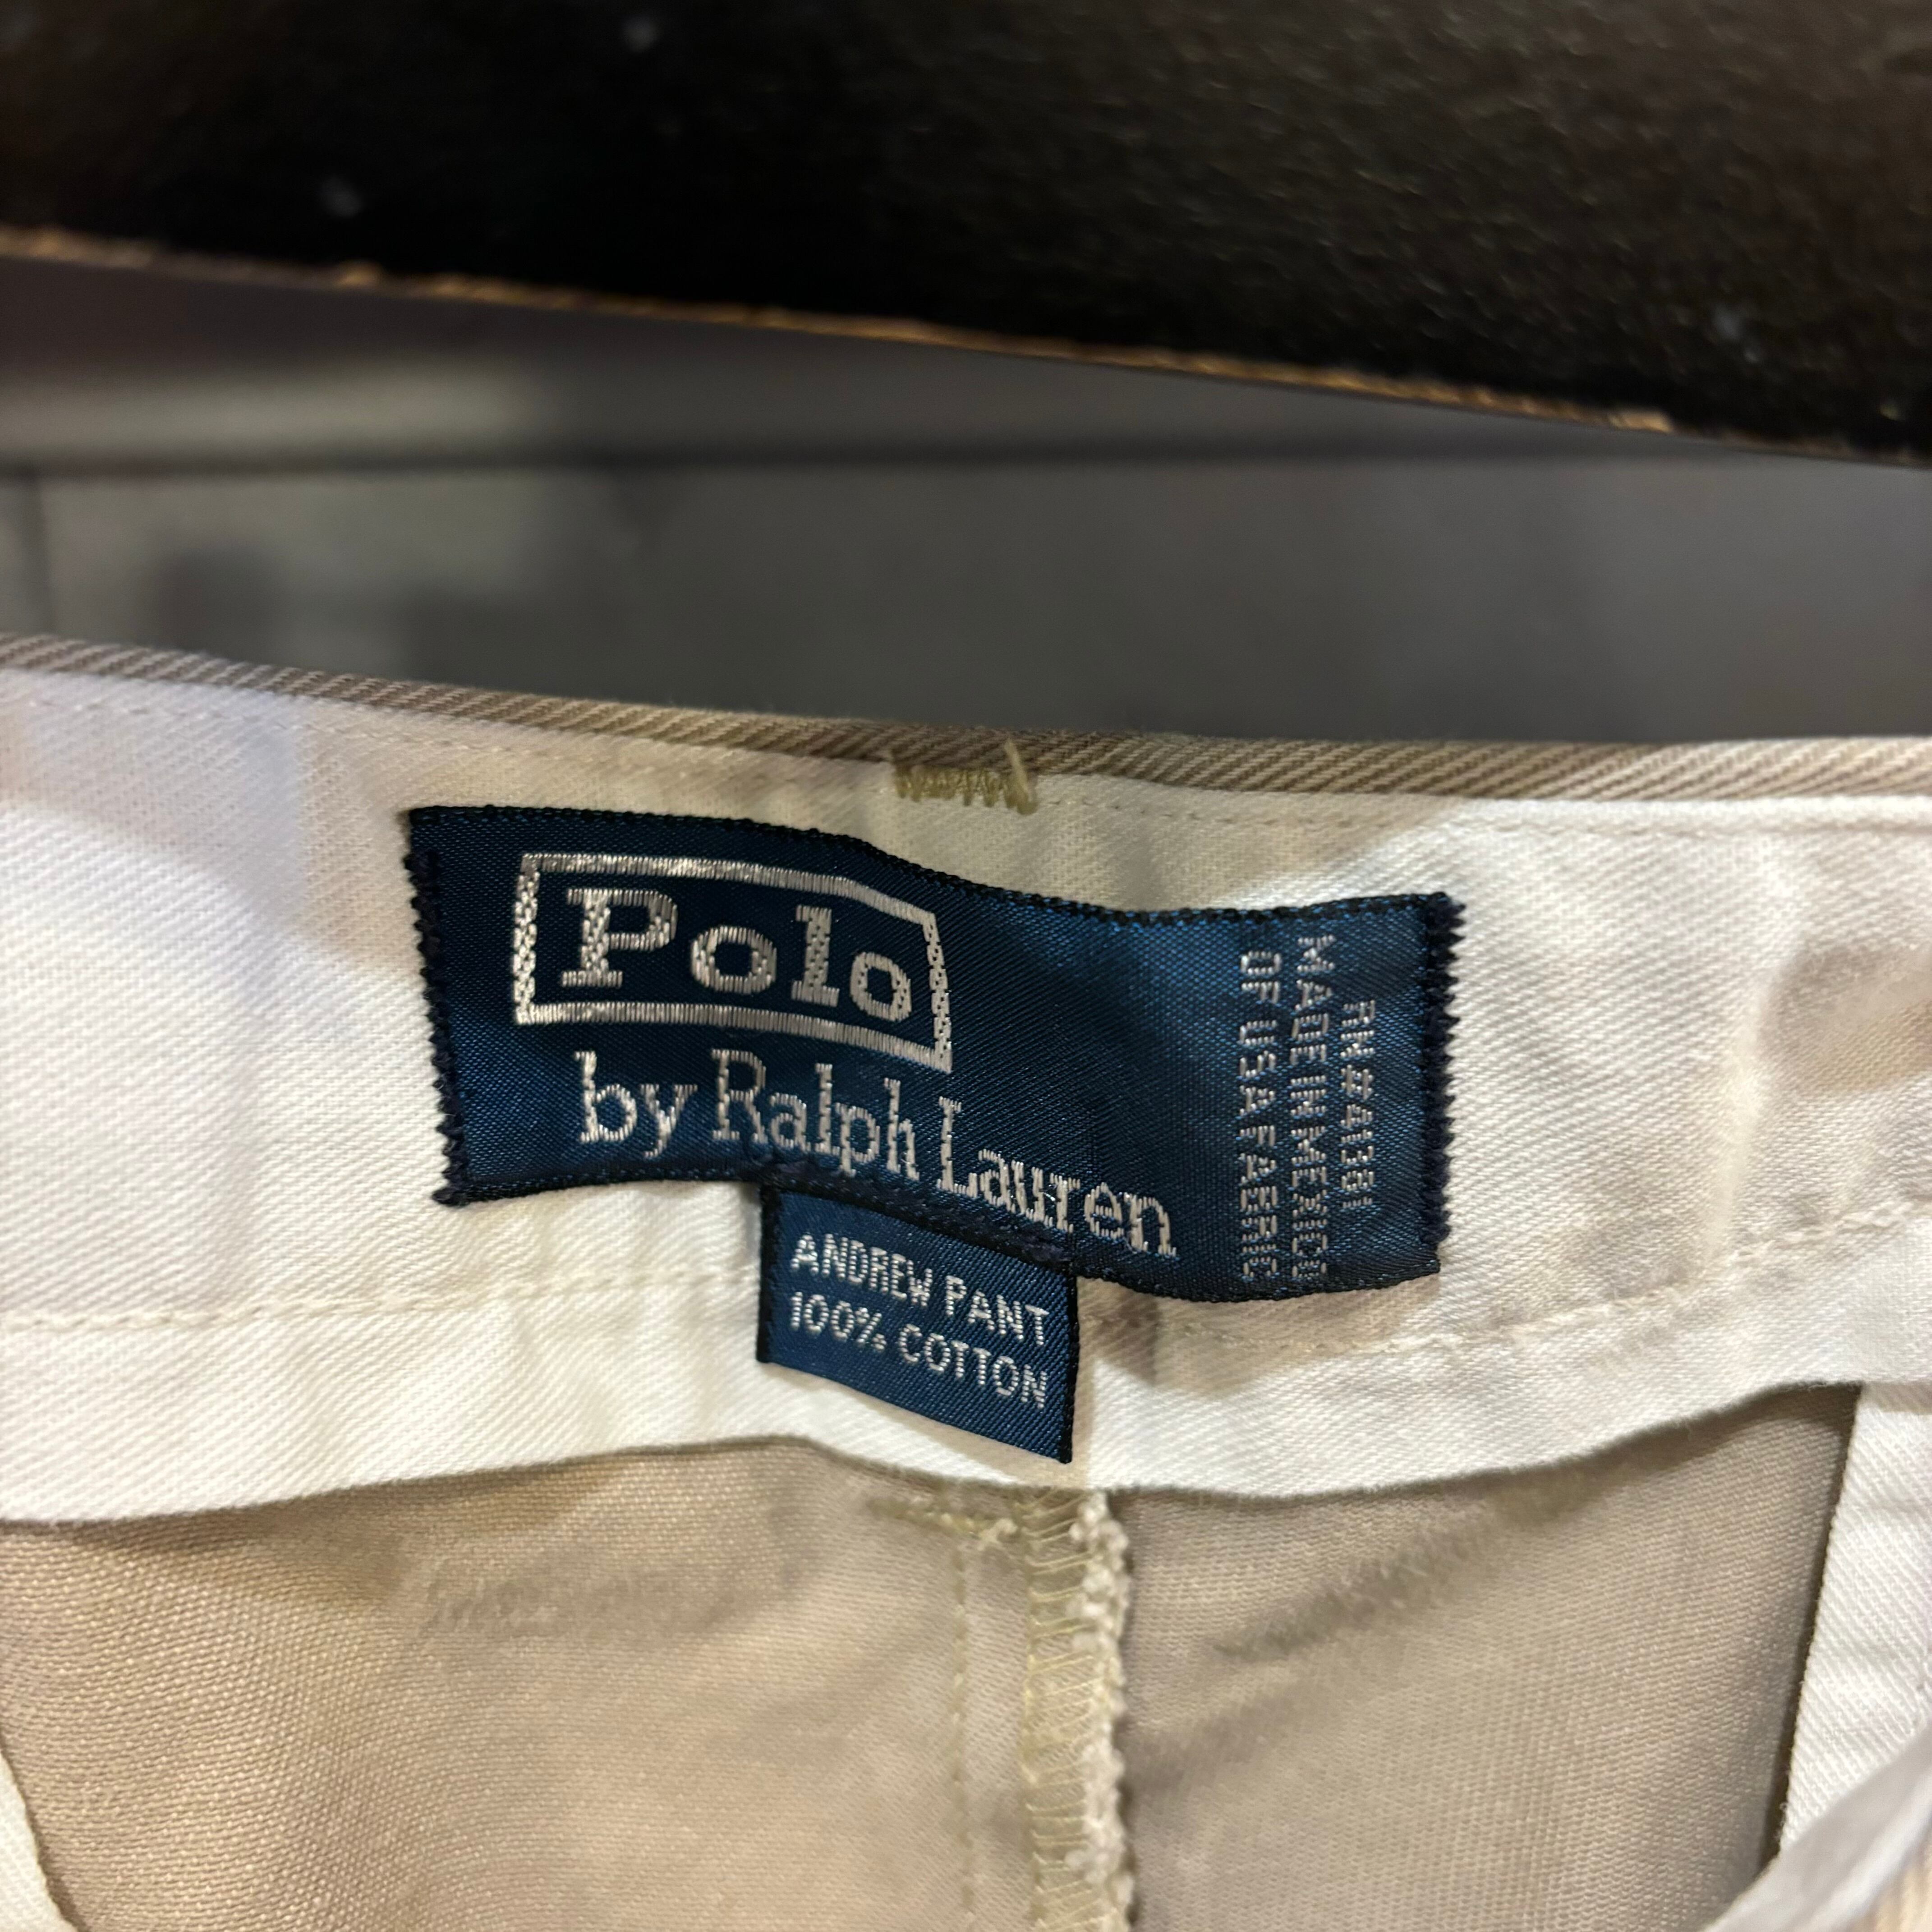 Polo
by Ralph Lauren
RN#41381
MADE IN MEXICO
OF USA FABRIC
ANDREW PANT
100% COTTON